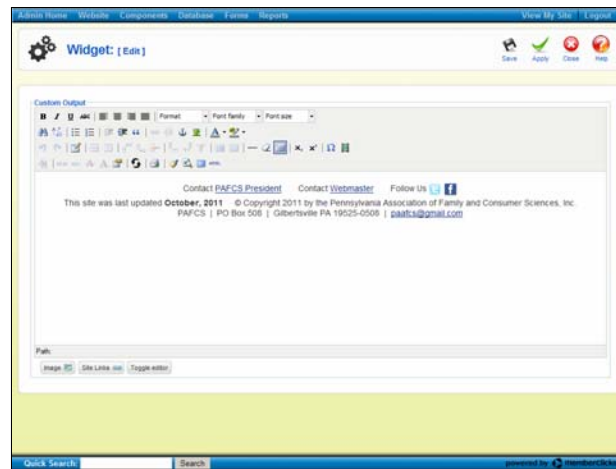 Admin Home Website Components Database Forms Reports View My Site Logout
Widget: [ Edit ]
Save Apply Close Help
Custom Output
B I U ABC Format Font family Font size
Contact PAFCS President Contact Webmaster Follow Us
This site was last updated October, 2011 © Copyright 2011 by the Pennsylvania Association of Family and Consumer Sciences, Inc.
PAFCS | PO Box 508 | Gilbertsville PA 19525-0508 | paafcs@gmail.com
Path:
Image Site Links Toggle editor
Quick Search: Search powered by memberclicks